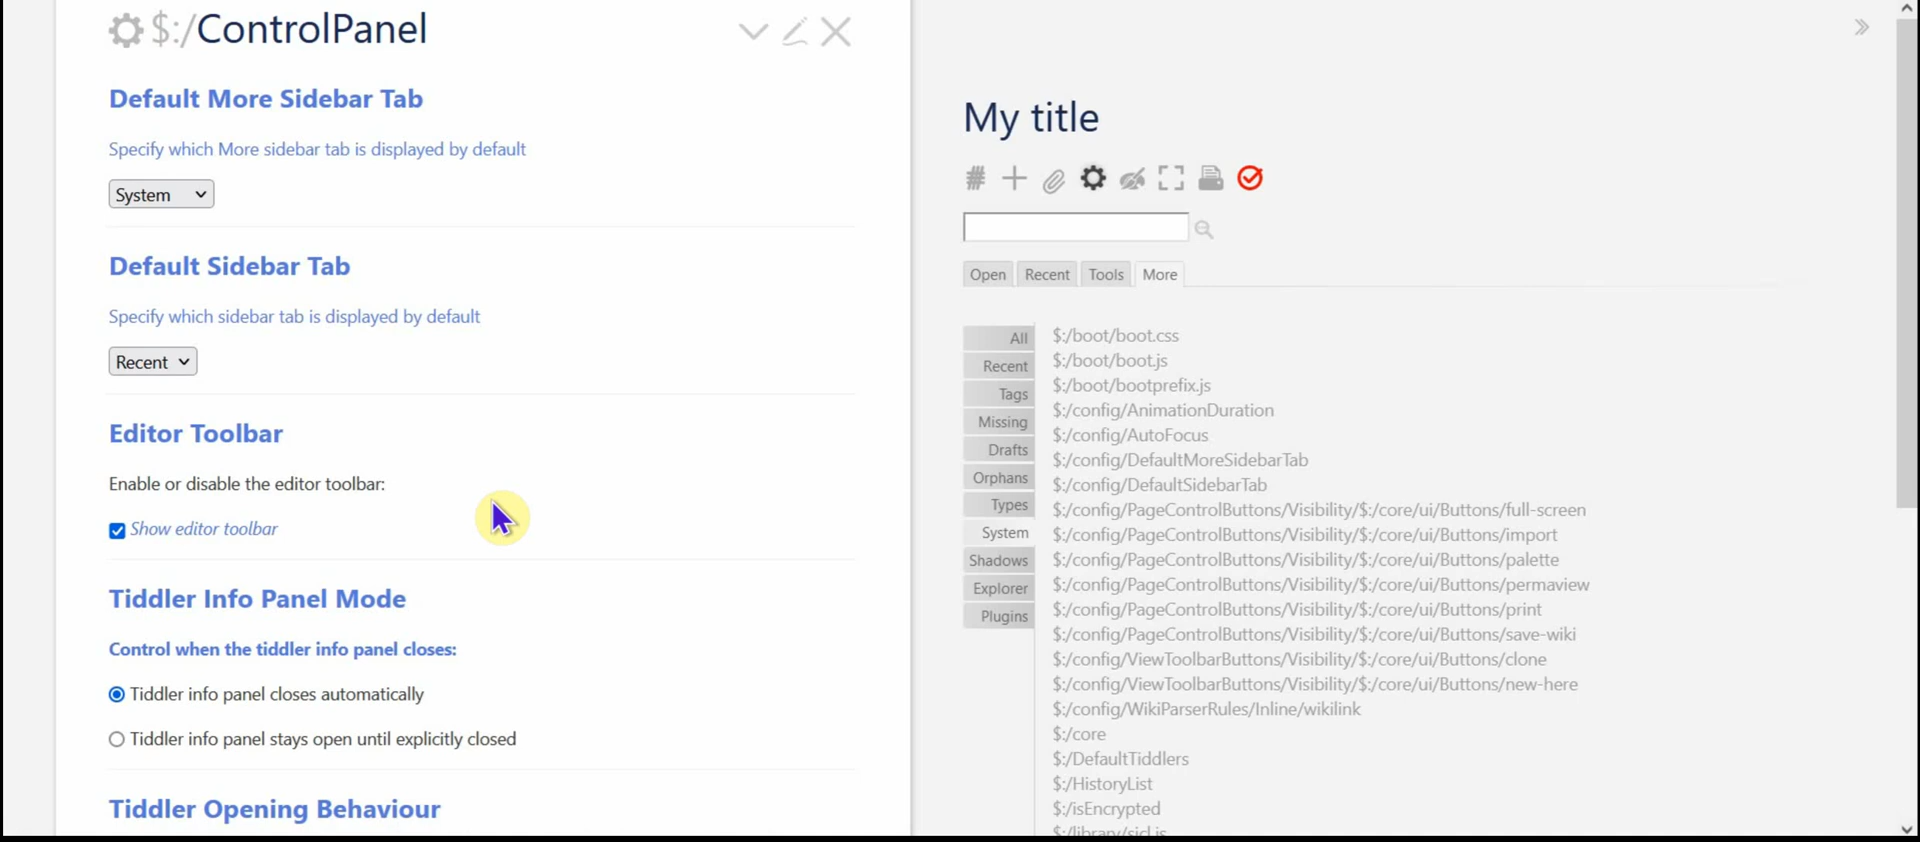 $:/ControlPanel
Default More Sidebar Tab
Specify which More sidebar tab is displayed by default
System
Default Sidebar Tab
Specify which sidebar tab is displayed by default
Recent
Editor Toolbar
Enable or disable the editor toolbar:
Show editor toolbar
Tiddler Info Panel Mode
Control when the tiddler info panel closes:
Tiddler info panel closes automatically
Tiddler info panel stays open until explicitly closed
Tiddler Opening Behaviour
My title
Open Recent Tools More
All
Recent
Tags
Missing
Drafts
Orphans
Types
System
Shadows
Explorer
Plugins
$:/boot/boot.css
$:/boot/boot.js
$:/boot/bootprefix.js
$:/config/AnimationDuration
$:/config/AutoFocus
$:/config/DefaultMoreSidebarTab
$:/config/DefaultSidebarTab
$:/config/PageControlButtons/Visibility/$:/core/ui/Buttons/full-screen
$:/config/PageControlButtons/Visibility/$:/core/ui/Buttons/import
$:/config/PageControlButtons/Visibility/$:/core/ui/Buttons/palette
$:/config/PageControlButtons/Visibility/$:/core/ui/Buttons/permaview
$:/config/PageControlButtons/Visibility/$:/core/ui/Buttons/print
$:/config/PageControlButtons/Visibility/$:/core/ui/Buttons/save-wiki
$:/config/ViewToolbarButtons/Visibility/$:/core/ui/Buttons/clone
$:/config/ViewToolbarButtons/Visibility/$:/core/ui/Buttons/new-here
$:/config/WikiParserRules/Inline/wikilink
$:/core
$:/DefaultTiddlers
$:/HistoryList
$:/isEncrypted
$:/library/sjcl.js